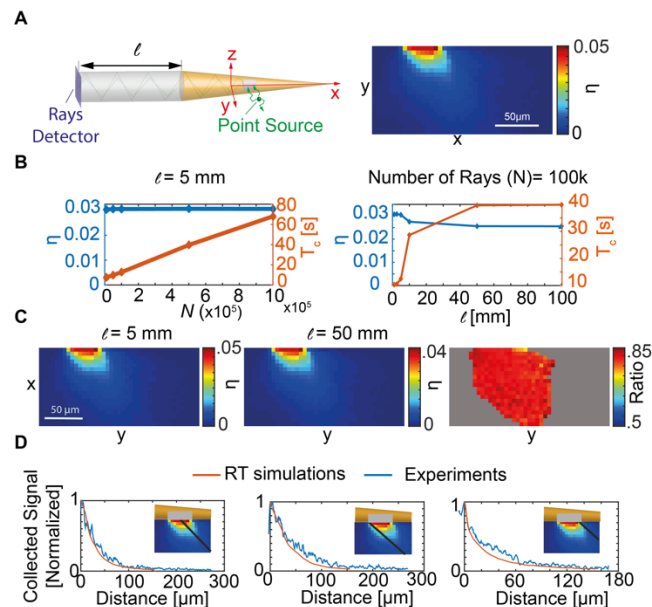 A
ℓ
z
y
x
Rays
Detector
Point Source
y
x
50µm
0.05
η
0
B
ℓ = 5 mm
0.03
0.02
0.01
0
η
80
60
40
20
0
T_c [s]
0 2 4 6 8 10
N (x10⁵)
x10⁵
Number of Rays (N)= 100k
0.03
0.02
0.01
0
η
40
30
20
10
T_c [s]
0 20 40 60 80 100
ℓ [mm]
C
ℓ = 5 mm
ℓ = 50 mm
x
50 µm
y
.05
η
0
y
.04
η
0
y
.85
Ratio
.5
D
RT simulations
Experiments
Collected Signal
[Normalized]
1
0
0 100 200 300
Distance [µm]
1
0
0 100 200 300
Distance [µm]
1
0
0 60 120 180
Distance [µm]